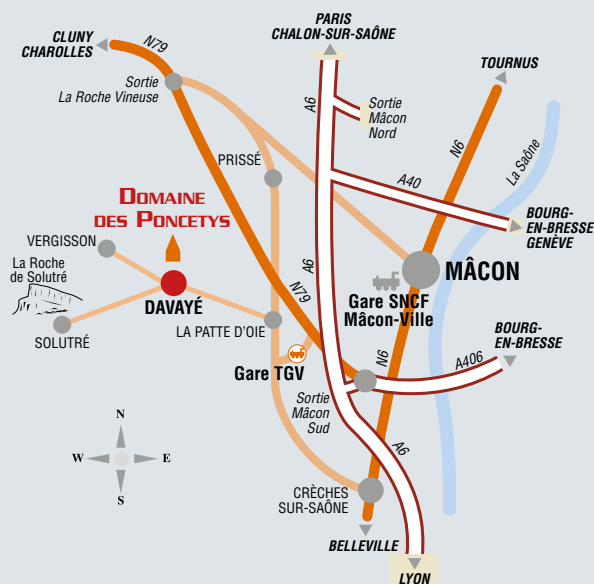 PARIS
CHALON-SUR-SAÔNE
CLUNY
CHAROLLES
N79
TOURNUS
Sortie
La Roche Vineuse
A6
Sortie
Mâcon
Nord
N6
La Saône
PRISSÉ
A40
DOMAINE
DES PONCETYS
BOURG-
EN-BRESSE
GENÈVE
VERGISSON
La Roche
de Solutré
A6
MÂCON
DAVAYÉ
N79
Gare SNCF
Mâcon-Ville
SOLUTRÉ
LA PATTE D'OIE
BOURG-
EN-BRESSE
N6
A406
Gare TGV
Sortie
Mâcon
Sud
A6
N
W
E
S
CRÈCHES
SUR-SAÔNE
BELLEVILLE
LYON